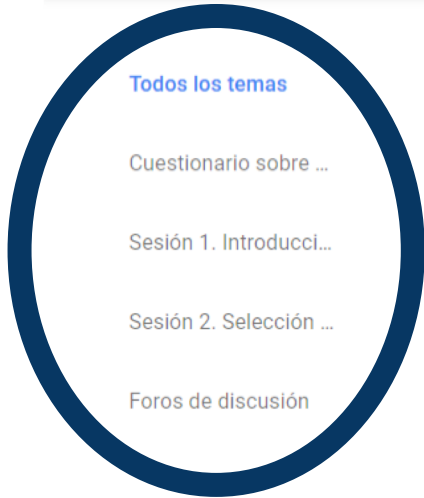 Todos los temas
Cuestionario sobre ...
Sesión 1. Introducci...
Sesión 2. Selección ...
Foros de discusión